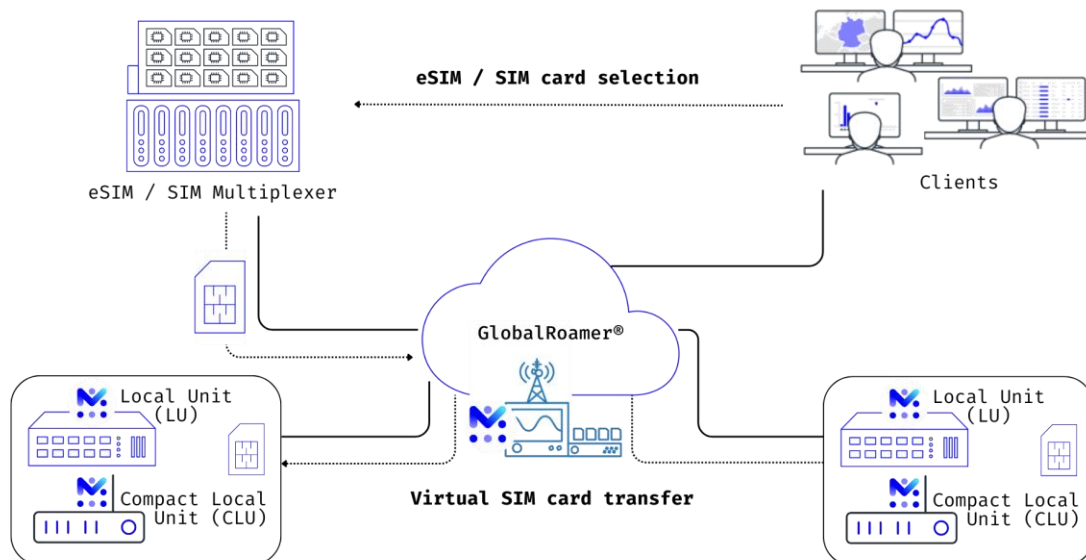 eSIM / SIM card selection
eSIM / SIM Multiplexer
Clients
GlobalRoamer®
Local Unit
(LU)
Compact Local
Unit (CLU)
Virtual SIM card transfer
Local Unit
(LU)
Compact Local
Unit (CLU)